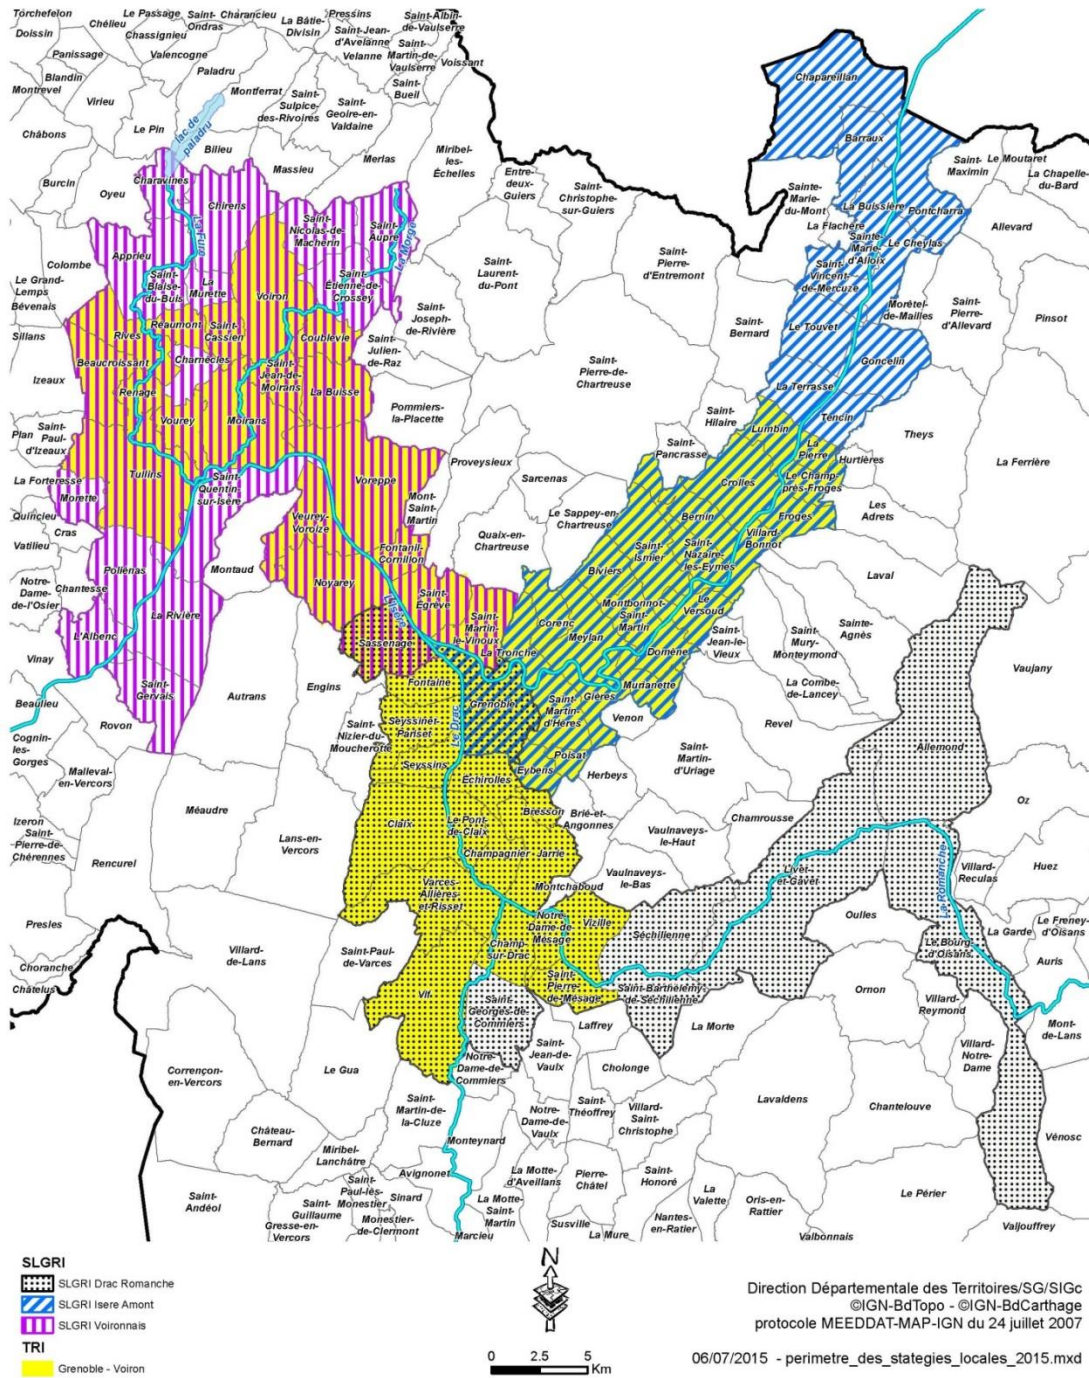 Torchefelon
Le Passage
Saint-
Ondras
Charancieu
Pressins
Saint-Albin-
de-Vaulserre
Doissin
Chélieu
Chassignieu
La Bâtie-
Divisin
Saint-Jean-
d'Avelanne
Velanne
Saint-
Martin-de-
Vaulserre
Voissant
Panissage
Valencogne
Blandin
Montrevel
Virieu
Paladru
Montferrat
Saint-
Sulpice-
des-Rivoires
Saint-
Geoire-en-
Valdaine
Saint-
Bueil
Châbons
Le Pin
lac de
paladru
Bilieu
Massieu
Merlas
Miribel-
les-
Échelles
Burcin
Oyeu
Charavines
Chirens
La Fure
Saint-
Nicolas-de-
Macherin
Saint-
Aupre
La Morge
Entre-
deux-
Guiers
Saint-
Christophe-
sur-Guiers
Chapareillan
Barraux
Saint-
Maximin
Le Moutaret
La Chapelle-
du-Bard
Sainte-
Marie-
du-Mont
La Buissière
Pontcharra
La Flachère
Allevard
Sainte-
Marie-
d'Alloix
Le Cheylas
Colombe
Apprieu
Saint-
Blaise-
du-Buis
La
Murette
Voiron
Saint-
Étienne-de-
Crossey
Saint-
Laurent-
du-Pont
Saint-
Pierre-
d'Entremont
Saint-
Vincent-
de-Mercuze
Le Grand-
Lemps
Bévenais
Sillans
Rives
Réaumont
Saint-
Cassien
Coublevie
Saint-
Joseph-
de-Rivière
Saint-
Julien-
de-Raz
Saint-
Bernard
Le Touvet
Morêtel-
de-Mailles
Saint-
Pierre-
d'Allevard
Pinsot
Beaucroissant
Charnècles
Saint-
Jean-de-
Moirans
La Buisse
Saint-
Pierre-de-
Chartreuse
Goncelin
La Terrasse
Izeaux
Renage
Vourey
Moirans
Pommiers-
la-Placette
Saint-
Hilaire
Lumbin
Tencin
Theys
Plan
Saint-
Paul-
d'Izeaux
Tullins
Voreppe
Proveysieux
Saint-
Pancrasse
La
Pierre
Hurtières
La Ferrière
La Forteresse
Morette
Saint-
Quentin-
sur-Isère
Mont-
Saint-
Martin
Sarcenas
Crolles
Le Champ-
près-Froges
Quincieu
Cras
Veurey-
Voroize
Le Sappey-en-
Chartreuse
Bernin
Froges
Les
Adrets
Vatilieu
Poliénas
Montaud
Fontanil-
Cornillon
Quaix-en-
Chartreuse
Saint-
Ismier
Saint-
Nazaire-
les-Eymes
Villard-
Bonnot
Notre-
Dame-
de-l'Osier
Chantesse
Noyarey
L'Isère
Saint-
Égrève
Biviers
Laval
L'Albenc
La Rivière
Saint-
Martin-
le-Vinoux
Corenc
Meylan
Montbonnot-
Saint-
Martin
Le
Versoud
Saint-
Jean-le-
Vieux
Saint-
Mury-
Monteymond
Sainte-
Agnès
Vinay
Sassenage
La Tronche
Domène
Vaujany
Saint-
Gervais
Autrans
Engins
Fontaine
Grenoble
Saint-
Martin-
d'Hères
Gières
Murianette
La Combe-
de-Lancey
Beaulieu
Rovon
Saint-
Nizier-du-
Moucherotte
Seyssinet-
Pariset
Le Drac
Venon
Revel
Cognin-
les-
Gorges
Malleval-
en-Vercors
Seyssins
Échirolles
Eybens
Poisat
Herbeys
Saint-
Martin-
d'Uriage
Allemond
Oz
Izeron
Saint-
Pierre-de-
Chérennes
Méaudre
Lans-en-
Vercors
Claix
Le Pont-
de-Claix
Bresson
Brié-et-
Angonnes
Vaulnaveys-
le-Haut
Chamrousse
Rencurel
Champagnier
Jarrie
Vaulnaveys-
le-Bas
Livet-
et-Gavet
La Romanche
Villard-
Reculas
Huez
Varces-
Allières-
et-Risset
Montchaboud
Presles
Villard-
de-Lans
Saint-Paul-
de-Varces
Champ-
sur-Drac
Notre-
Dame-de-
Mésage
Vizille
Séchilienne
Oulles
Le Bourg-
d'Oisans
La Garde
Le Freney-
d'Oisans
Auris
Choranche
Châtelus
Vif
Saint-
Georges-de-
Commiers
Saint-
Pierre-
de-Mésage
Saint-Barthélemy-
de-Séchilienne
Ornon
Villard-
Reymond
Laffrey
La Morte
Mont-
de-Lans
Corrençon-
en-Vercors
Le Gua
Notre-
Dame-de-
Commiers
Saint-
Jean-de-
Vaulx
Cholonge
Villard-
Notre-
Dame
Saint-
Martin-de-
la-Cluze
Notre-
Dame-de-
Vaulx
Saint-
Théoffrey
Villard-
Saint-
Christophe
Lavaldens
Chantelouve
Château-
Bernard
Miribel-
Lanchâtre
Monteynard
Vénosc
Avignonet
La Motte-
d'Aveillans
Pierre-
Châtel
Saint-
Honoré
Saint-
Andéol
Saint-
Paul-lès-
Monestier
Sinard
La
Valette
Oris-en-
Rattier
Le Périer
Saint-
Guillaume
Gresse-en-
Vercors
Monestier-
de-Clermont
La Motte-
Saint-
Martin
Marcieu
Susville
La Mure
Nantes-
en-Ratier
Valbonnais
Valjouffrey
SLGRI
SLGRI Drac Romanche
SLGRI Isere Amont
SLGRI Voironnais
TRI
Grenoble - Voiron
N
0 2.5 5
Km
Direction Départementale des Territoires/SG/SIGc
©IGN-BdTopo - ©IGN-BdCarthage
protocole MEEDDAT-MAP-IGN du 24 juillet 2007
06/07/2015 - perimetre_des_stategies_locales_2015.mxd